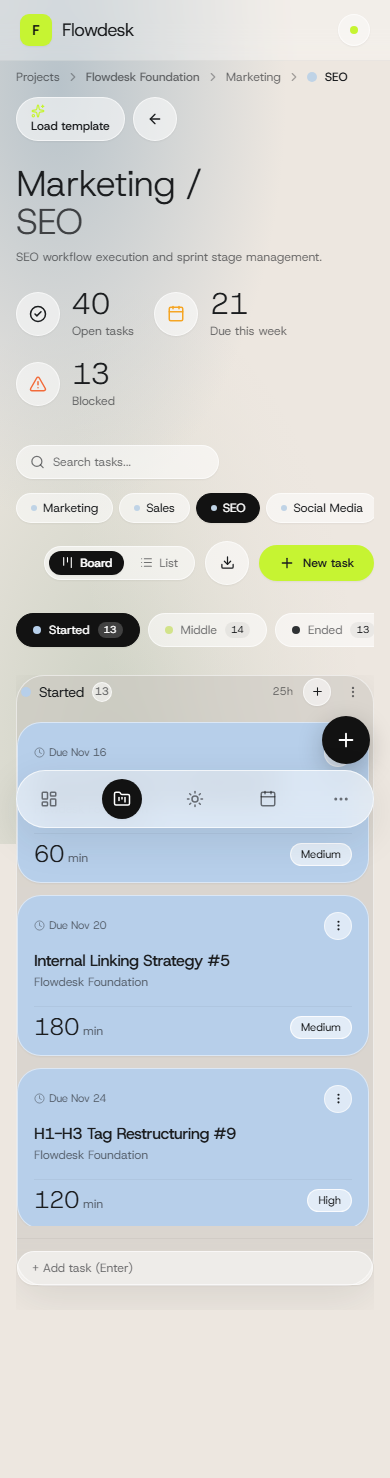 F Flowdesk
Projects > Flowdesk Foundation > Marketing > SEO
Load template
Marketing /
SEO
SEO workflow execution and sprint stage management.
40
Open tasks
21
Due this week
13
Blocked
Search tasks...
Marketing Sales SEO Social Media
Board List + New task
Started 13 Middle 14 Ended 13
Started 13 25h +
Due Nov 16
+
60 min Medium
Due Nov 20
Internal Linking Strategy #5
Flowdesk Foundation
180 min Medium
Due Nov 24
H1-H3 Tag Restructuring #9
Flowdesk Foundation
120 min High
+ Add task (Enter)